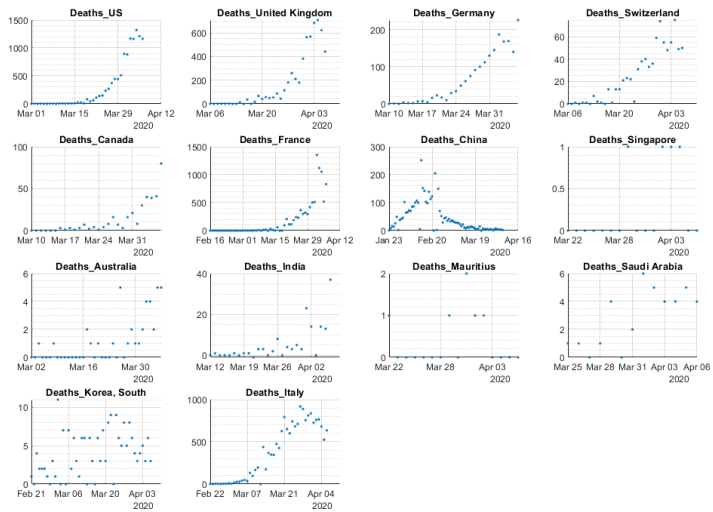 Deaths_US
1500
1000
500
0
Mar 01 Mar 15 Mar 29 Apr 12
2020
Deaths_United Kingdom
600
400
200
0
Mar 06 Mar 20 Apr 03
2020
Deaths_Germany
200
100
0
Mar 10 Mar 17 Mar 24 Mar 31
2020
Deaths_Switzerland
60
40
20
0
Mar 06 Mar 20 Apr 03
2020
Deaths_Canada
100
50
0
Mar 10 Mar 17 Mar 24 Mar 31
2020
Deaths_France
1500
1000
500
0
Feb 16 Mar 01 Mar 15 Mar 29 Apr 12
2020
Deaths_China
300
200
100
0
Jan 23 Feb 20 Mar 19 Apr 16
2020
Deaths_Singapore
1
0.5
0
Mar 22 Mar 28 Apr 03
2020
Deaths_Australia
6
4
2
0
Mar 02 Mar 16 Mar 30
2020
Deaths_India
40
20
0
Mar 12 Mar 19 Mar 26 Apr 02
2020
Deaths_Mauritius
2
1
0
Mar 22 Mar 28 Apr 03
2020
Deaths_Saudi Arabia
6
4
2
0
Mar 25 Mar 28 Mar 31 Apr 03 Apr 06
2020
Deaths_Korea, South
10
5
0
Feb 21 Mar 06 Mar 20 Apr 03
2020
Deaths_Italy
1000
500
0
Feb 22 Mar 07 Mar 21 Apr 04
2020